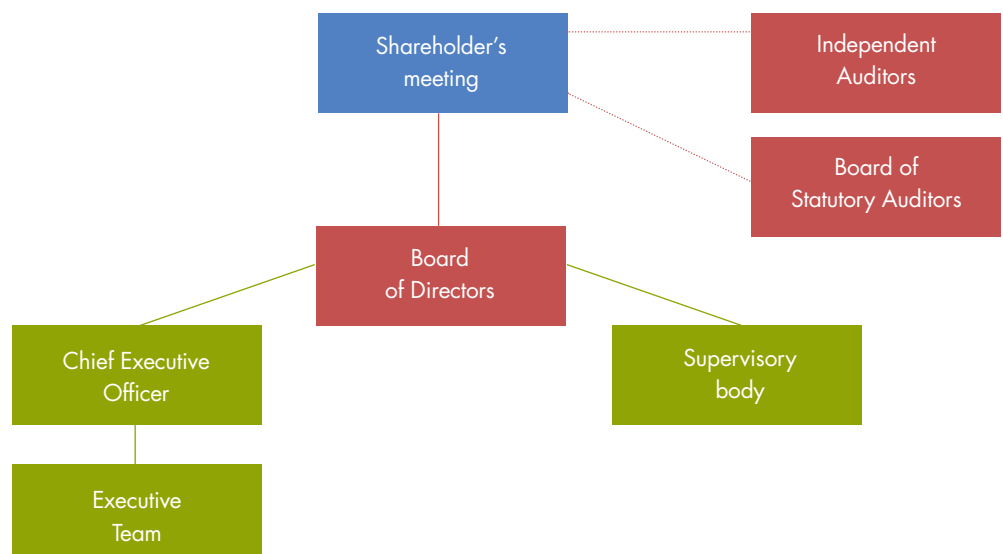 Shareholder’s
meeting
Independent
Auditors
Board of
Statutory Auditors
Board
of Directors
Chief Executive
Officer
Supervisory
body
Executive
Team